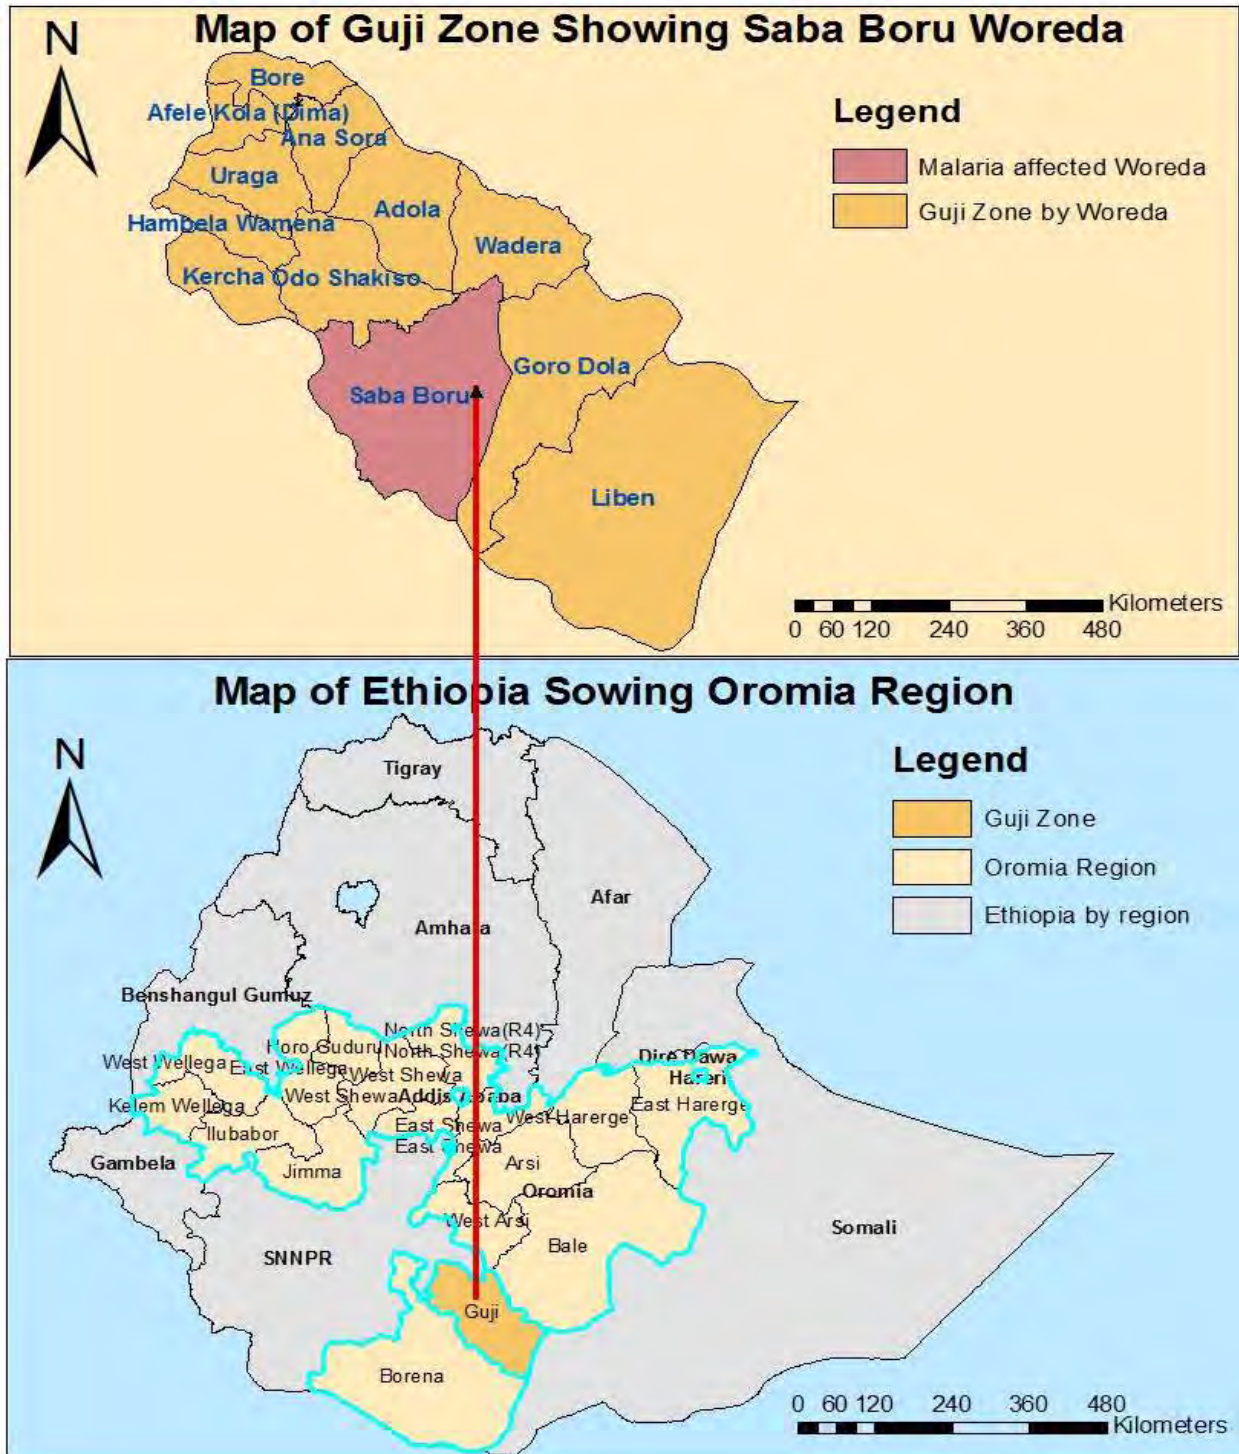 Map of Guji Zone Showing Saba Boru Woreda
N
Bore
Afele Kola (Dima)
Ana Sora
Uraga
Adola
Hambela Wamena
Wadera
Kercha
Odo Shakiso
Goro Dola
Saba Boru
Liben
Legend
Malaria affected Woreda
Guji Zone by Woreda
Kilometers
0 60 120 240 360 480
Map of Ethiopia Sowing Oromia Region
N
Legend
Guji Zone
Oromia Region
Ethiopia by region
Tigray
Afar
Amhara
Benshangul Gumuz
North Shewa(R4)
Horo Guduru
North Shewa(R4)
Dire Dawa
West Wellega
East Wellega
West Shewa
Hareri
Kelem Wellega
West Shewa
Addis Ababa
West Harerge
East Harerge
Ilubabor
East Shewa
East Shewa
Gambela
Jimma
Arsi
Oromia
West Arsi
Somali
SNNPR
Bale
Guji
Borena
0 60 120 240 360 480
Kilometers